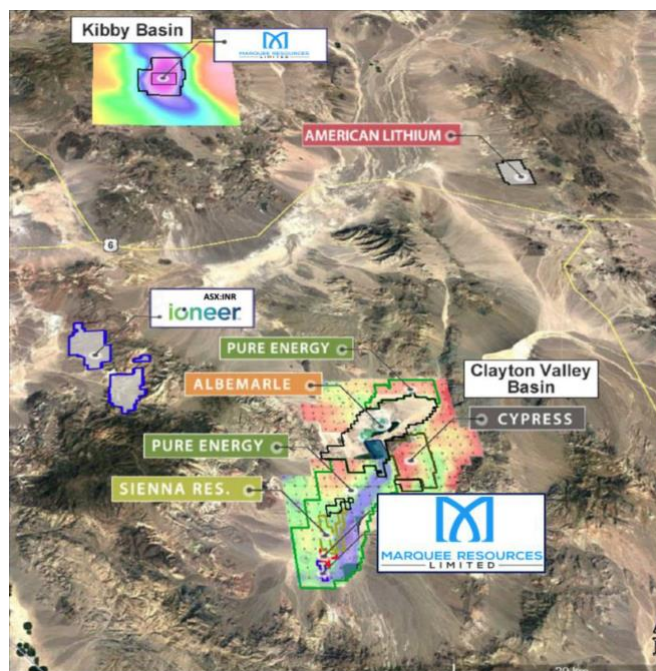 Kibby Basin
MARQUEE RESOURCES
LIMITED
AMERICAN LITHIUM
6
ASX:INR
ioneer
PURE ENERGY
Clayton Valley
Basin
ALBEMARLE
CYPRESS
PURE ENERGY
SIENNA RES.
MARQUEE RESOURCES
LIMITED